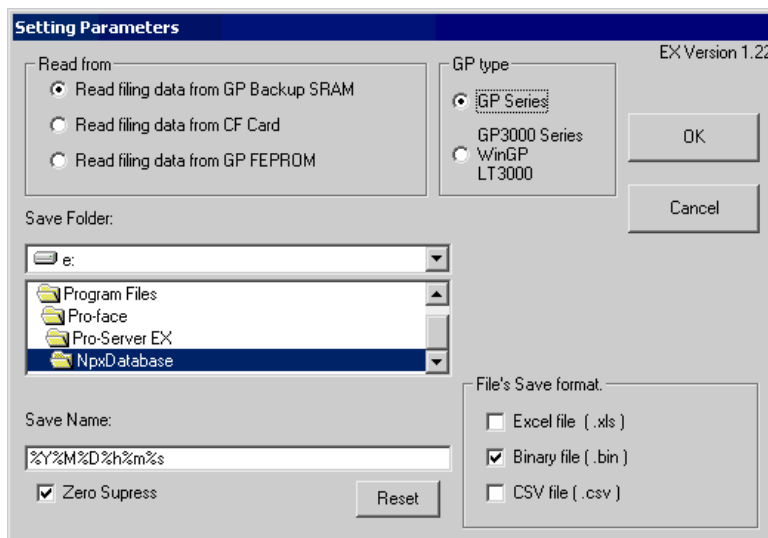 Setting Parameters
EX Version 1.22
Read from
Read filing data from GP Backup SRAM
Read filing data from CF Card
Read filing data from GP FEPROM
GP type
GP Series
GP3000 Series
WinGP
LT3000
OK
Cancel
Save Folder:
e:
Program Files
Pro-face
Pro-Server EX
NpxDatabase
Save Name:
%Y%M%D%h%m%s
Zero Supress
Reset
File's Save format.
Excel file ( .xls )
Binary file ( .bin )
CSV file ( .csv )